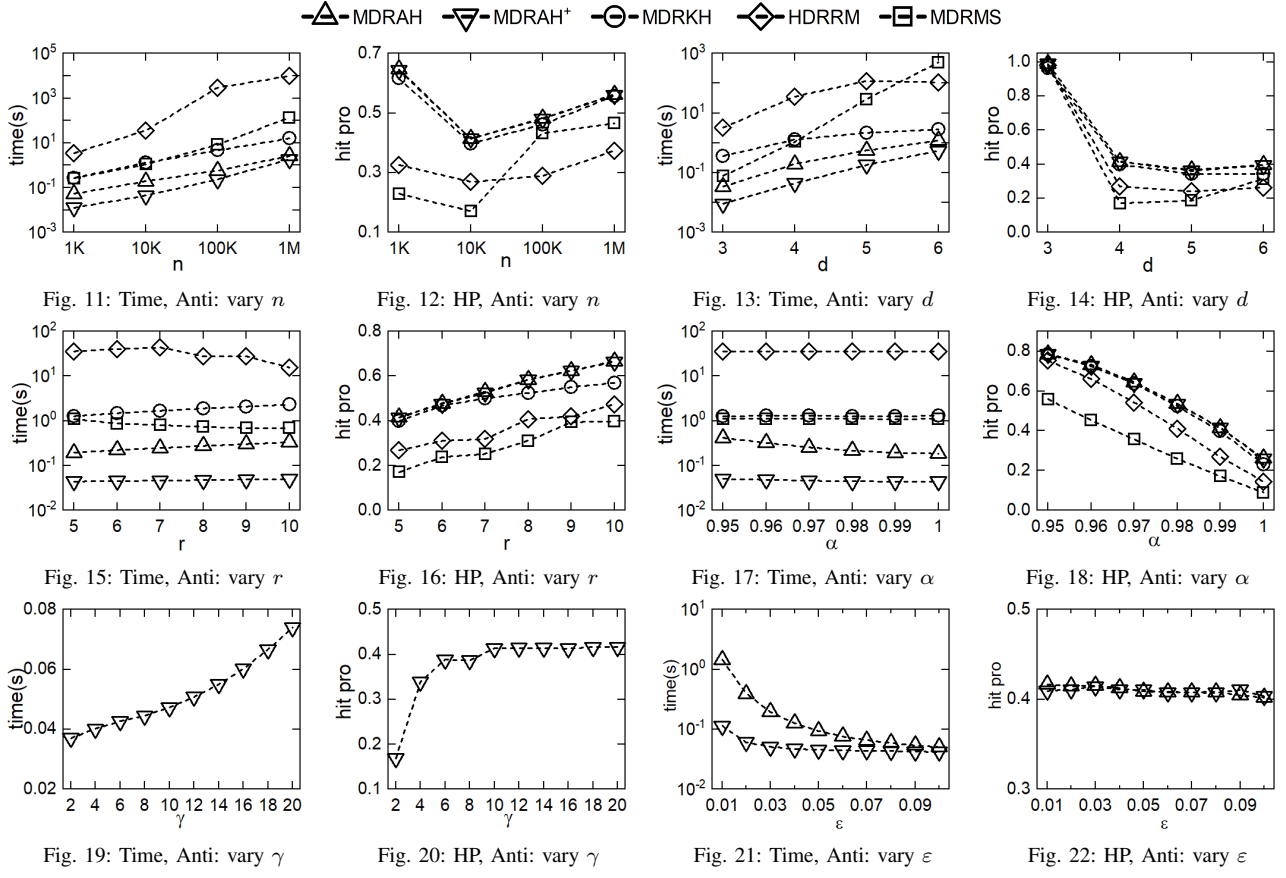 MDRAH MDRAH+ MDRKH HDRRM MDRMS
10^5
10^3
10^1
10^-1
10^-3
time(s)
1K 10K 100K 1M
n
0.7
0.5
0.3
0.1
hit pro
1K 10K 100K 1M
n
10^3
10^1
10^-1
10^-3
time(s)
3 4 5 6
d
1.0
0.8
0.6
0.4
0.2
0.0
hit pro
3 4 5 6
d
Fig. 11: Time, Anti: vary n
Fig. 12: HP, Anti: vary n
Fig. 13: Time, Anti: vary d
Fig. 14: HP, Anti: vary d
10^2
10^1
10^0
10^-1
10^-2
time(s)
5 6 7 8 9 10
r
0.8
0.6
0.4
0.2
0.0
hit pro
5 6 7 8 9 10
r
10^2
10^1
10^0
10^-1
10^-2
time(s)
0.95 0.96 0.97 0.98 0.99 1
α
0.8
0.6
0.4
0.2
0.0
hit pro
0.95 0.96 0.97 0.98 0.99 1
α
Fig. 15: Time, Anti: vary r
Fig. 16: HP, Anti: vary r
Fig. 17: Time, Anti: vary α
Fig. 18: HP, Anti: vary α
0.08
0.06
0.04
0.02
time(s)
2 4 6 8 10 12 14 16 18 20
γ
0.5
0.4
0.3
0.2
0.1
hit pro
2 4 6 8 10 12 14 16 18 20
γ
10^1
10^0
10^-1
10^-2
time(s)
0.01 0.03 0.05 0.07 0.09
ε
0.5
0.4
0.3
hit pro
0.01 0.03 0.05 0.07 0.09
ε
Fig. 19: Time, Anti: vary γ
Fig. 20: HP, Anti: vary γ
Fig. 21: Time, Anti: vary ε
Fig. 22: HP, Anti: vary ε